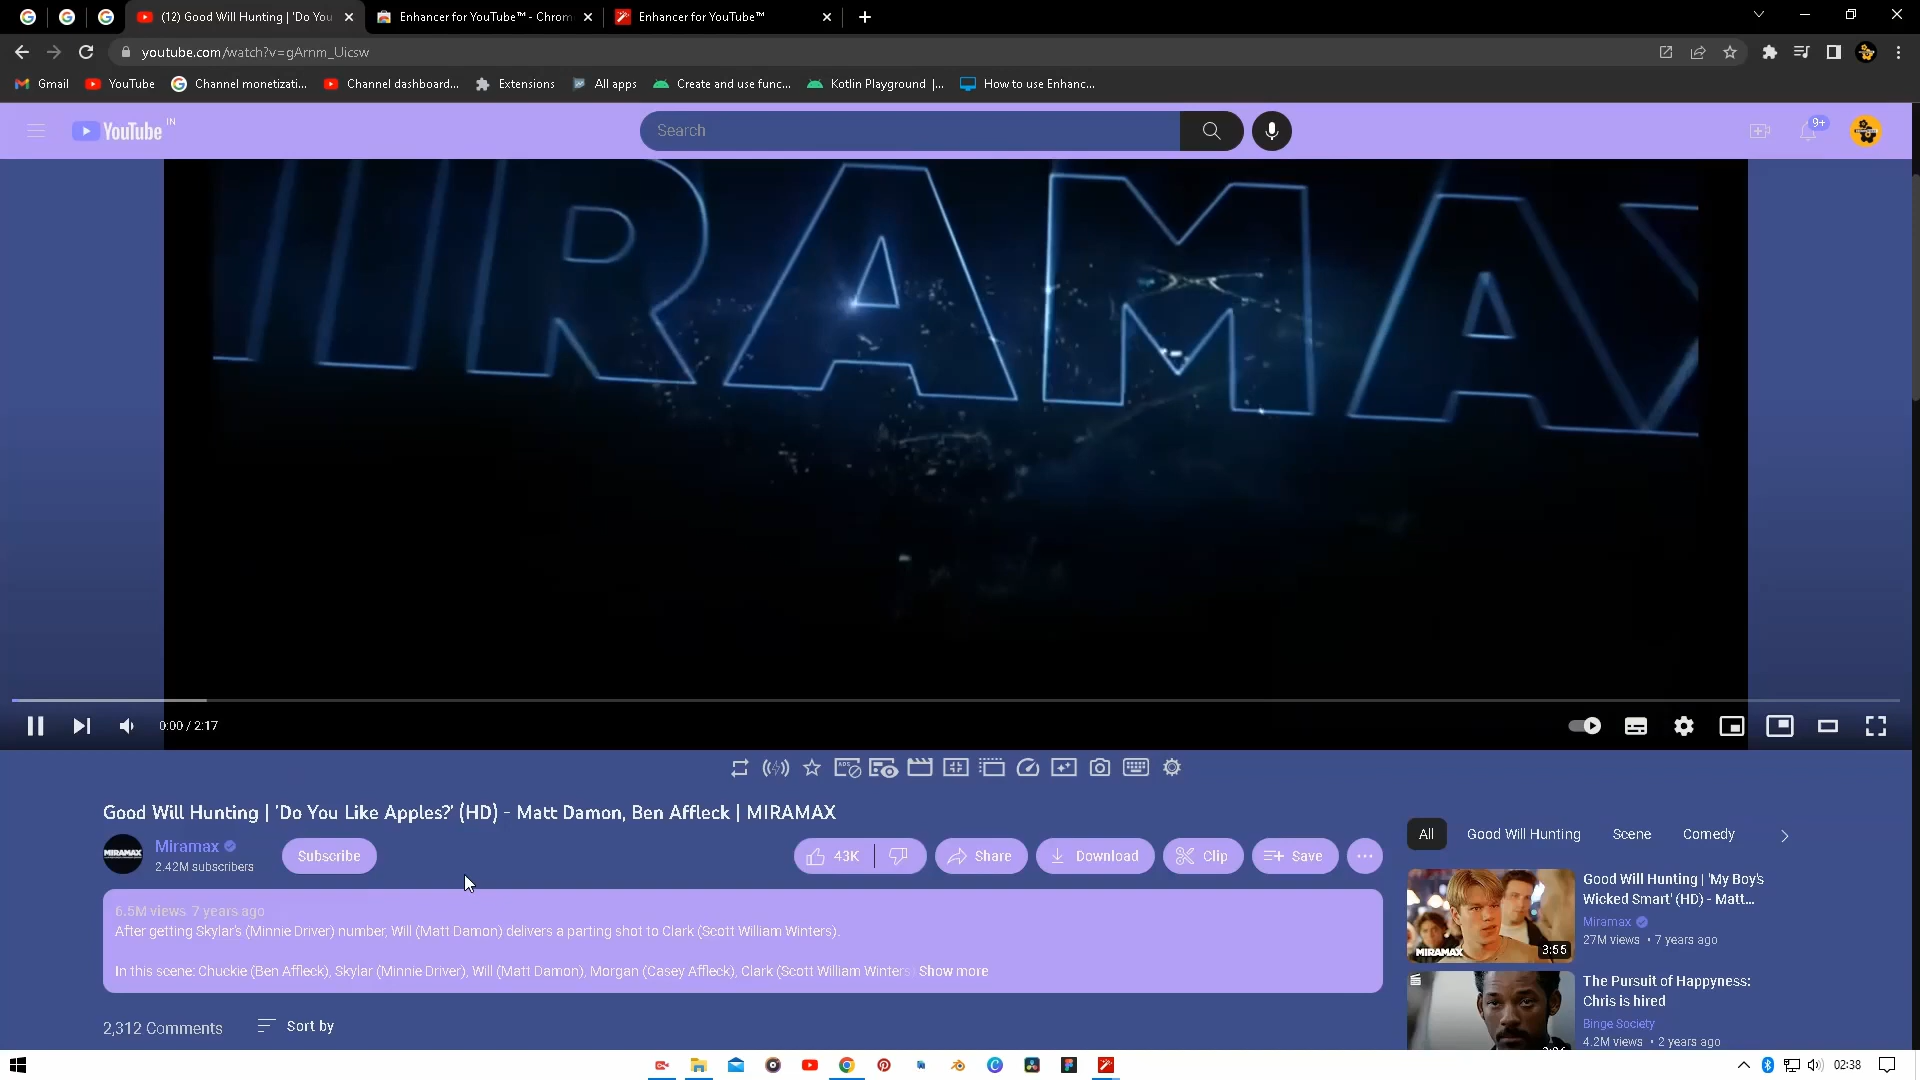 (12) Good Will Hunting | 'Do You
Enhancer for YouTube™ - Chrom
Enhancer for YouTube™
youtube.com/watch?v=gArnm_Uicsw
Gmail
YouTube
Channel monetizati...
Channel dashboard...
Extensions
All apps
Create and use func...
Kotlin Playground |...
How to use Enhanc...
YouTube IN
Search
9+
IRAMAX
0:00 / 2:17
Good Will Hunting | 'Do You Like Apples?' (HD) - Matt Damon, Ben Affleck | MIRAMAX
MIRAMAX
Miramax
2.42M subscribers
Subscribe
43K
Share
Download
Clip
Save
6.5M views 7 years ago
After getting Skylar's (Minnie Driver) number, Will (Matt Damon) delivers a parting shot to Clark (Scott William Winters).
In this scene: Chuckie (Ben Affleck), Skylar (Minnie Driver), Will (Matt Damon), Morgan (Casey Affleck), Clark (Scott William Winters Show more
2,312 Comments
Sort by
All
Good Will Hunting
Scene
Comedy
MIRAMAX
3:55
Good Will Hunting | 'My Boy's
Wicked Smart' (HD) - Matt...
Miramax
27M views • 7 years ago
The Pursuit of Happyness:
Chris is hired
Binge Society
4.2M views • 2 years ago
02:38